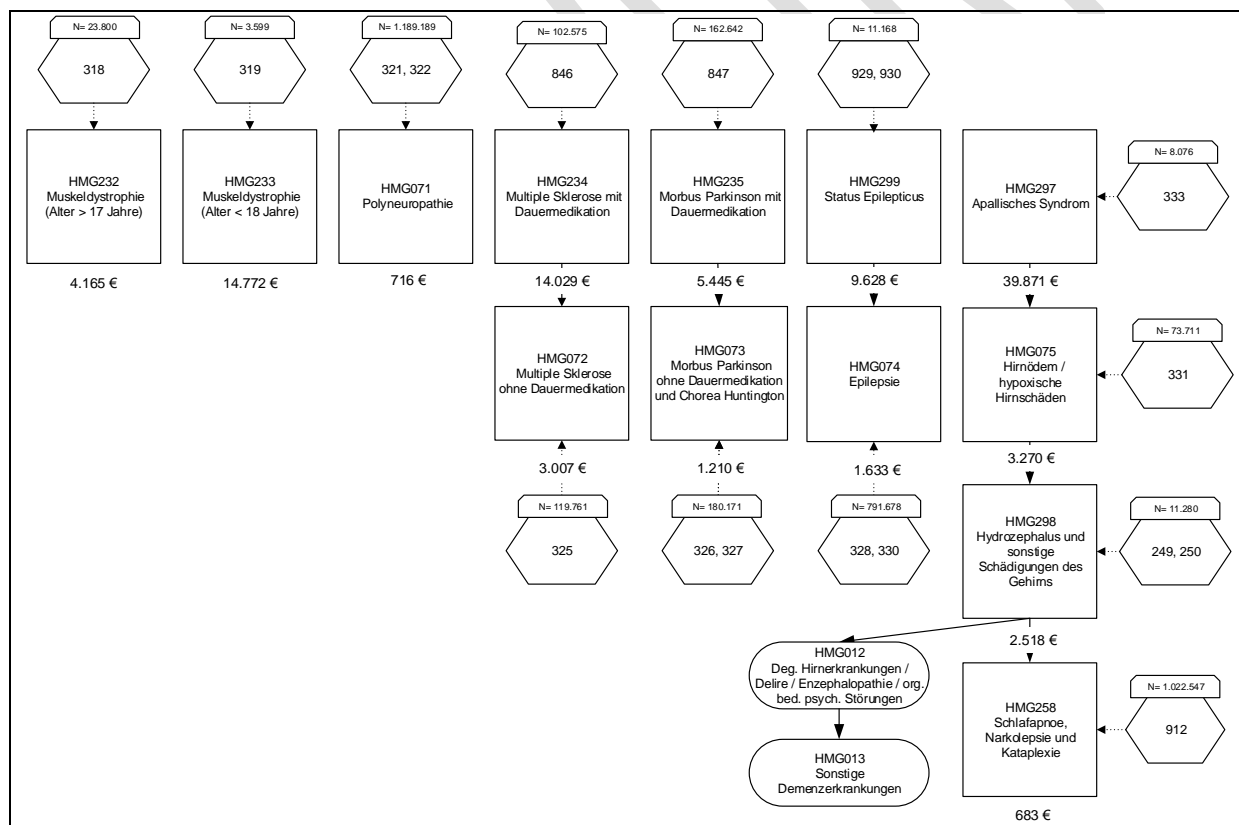 N= 23.800
N= 3.599
N= 1.189.189
N= 102.575
N= 162.642
N= 11.168
318
319
321, 322
846
847
929, 930
HMG232
Muskeldystrophie
(Alter > 17 Jahre)
HMG233
Muskeldystrophie
(Alter < 18 Jahre)
HMG071
Polyneuropathie
HMG234
Multiple Sklerose mit
Dauermedikation
HMG235
Morbus Parkinson mit
Dauermedikation
HMG299
Status Epilepticus
HMG297
Apallisches Syndrom
N= 8.076
333
4.165 €
14.772 €
716 €
14.029 €
5.445 €
9.628 €
39.871 €
HMG072
Multiple Sklerose
ohne Dauermedikation
HMG073
Morbus Parkinson
ohne Dauermedikation
und Chorea Huntington
HMG074
Epilepsie
HMG075
Hirnödem /
hypoxische
Hirnschäden
N= 73.711
331
3.007 €
1.210 €
1.633 €
3.270 €
N= 119.761
N= 180.171
N= 791.678
325
326, 327
328, 330
HMG298
Hydrozephalus und
sonstige
Schädigungen des
Gehirns
N= 11.280
249, 250
2.518 €
HMG012
Deg. Hirnerkrankungen /
Delire / Enzephalopathie / org.
bed. psych. Störungen
HMG258
Schlafapnoe,
Narkolepsie und
Kataplexie
N= 1.022.547
912
HMG013
Sonstige
Demenzerkrankungen
683 €